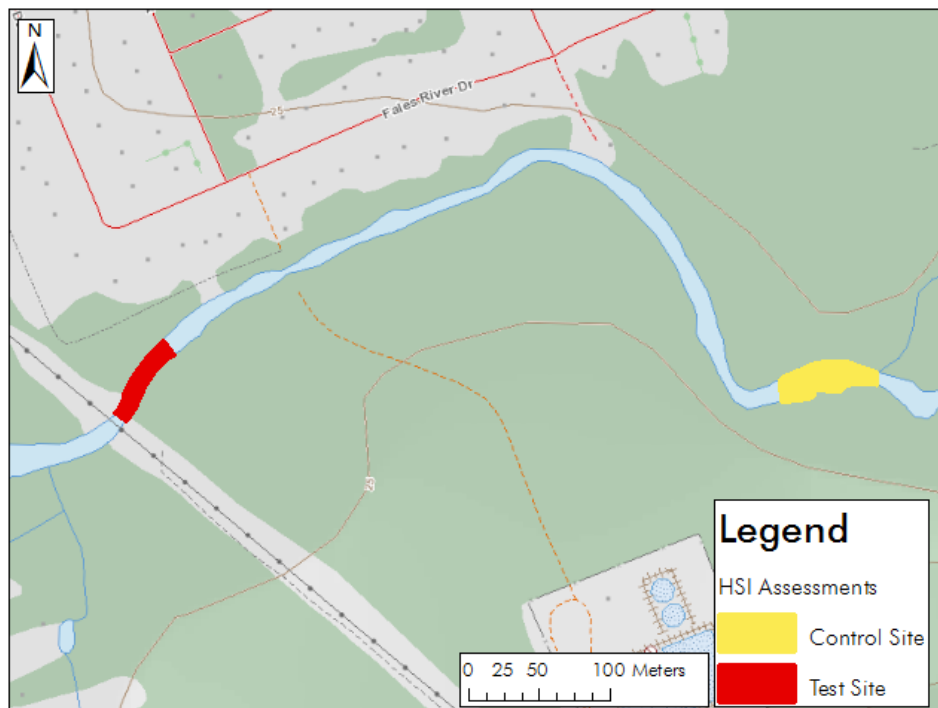 N
25
Fales River Dr
25
Legend
HSI Assessments
Control Site
Test Site
0 25 50 100 Meters